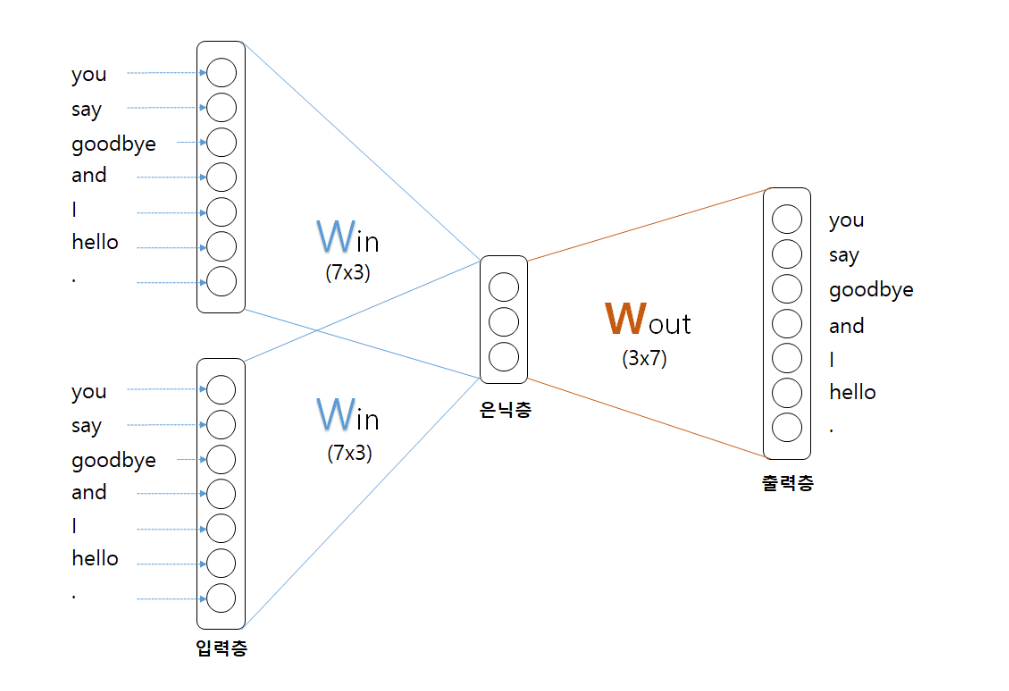 you
say
goodbye
and
I
hello
.
Win
(7x3)
you
say
goodbye
and
I
hello
.
입력층
Win
(7x3)
은닉층
Wout
(3x7)
you
say
goodbye
and
I
hello
.
출력층